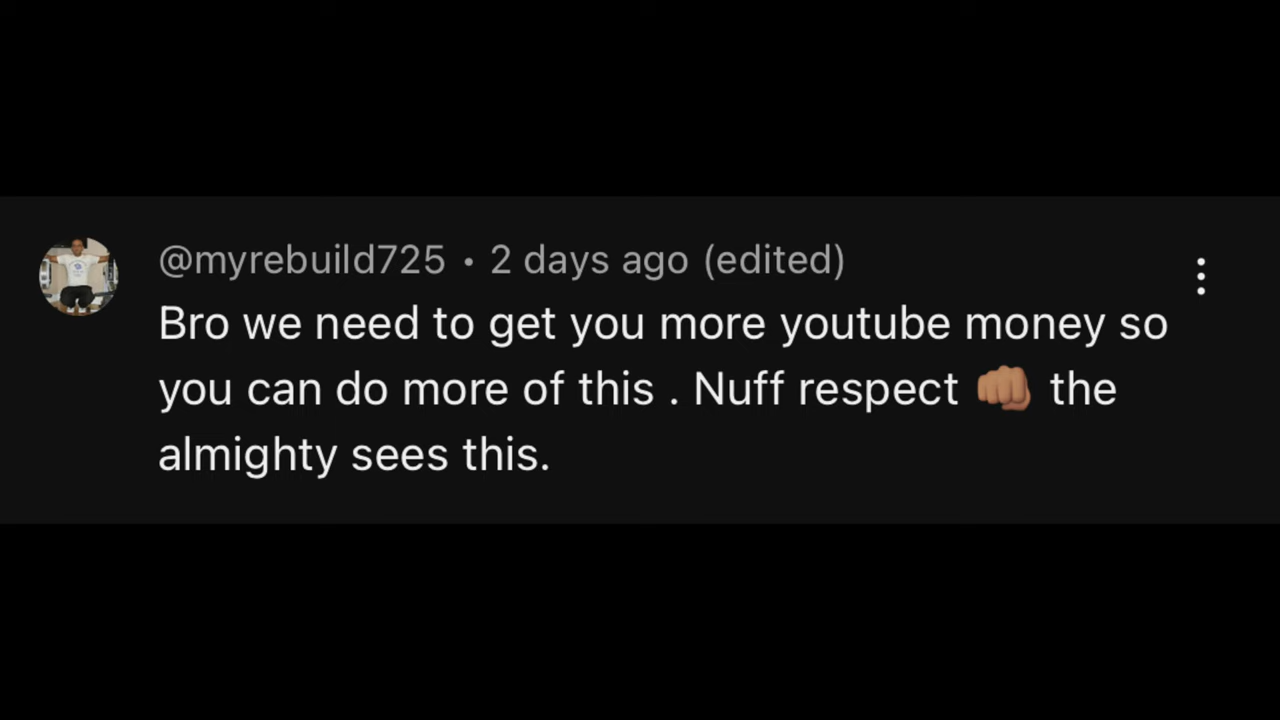 @myrebuild725 • 2 days ago (edited)
Bro we need to get you more youtube money so
you can do more of this . Nuff respect 👊🏽 the
almighty sees this.